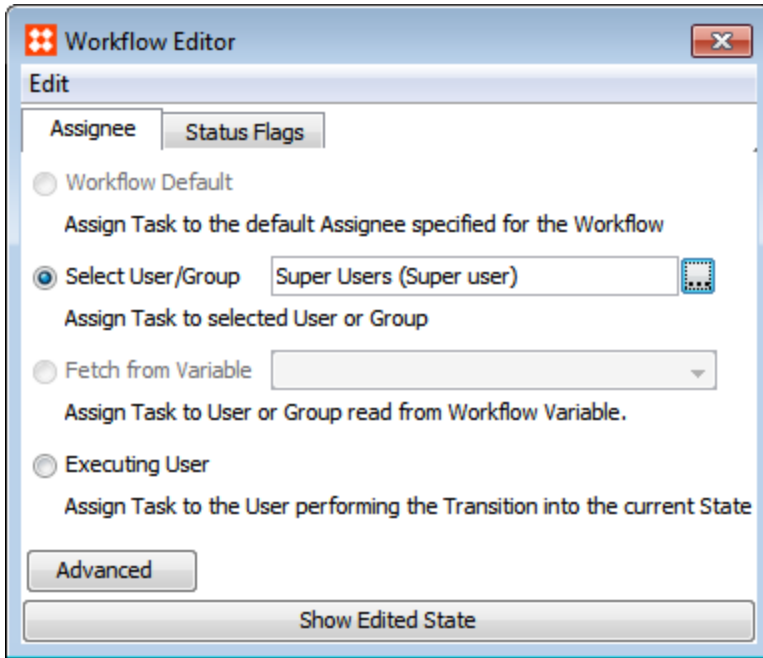 Workflow Editor
Edit
Assignee Status Flags
Workflow Default
Assign Task to the default Assignee specified for the Workflow
Select User/Group Super Users (Super user) ...
Assign Task to selected User or Group
Fetch from Variable
Assign Task to User or Group read from Workflow Variable.
Executing User
Assign Task to the User performing the Transition into the current State
Advanced
Show Edited State